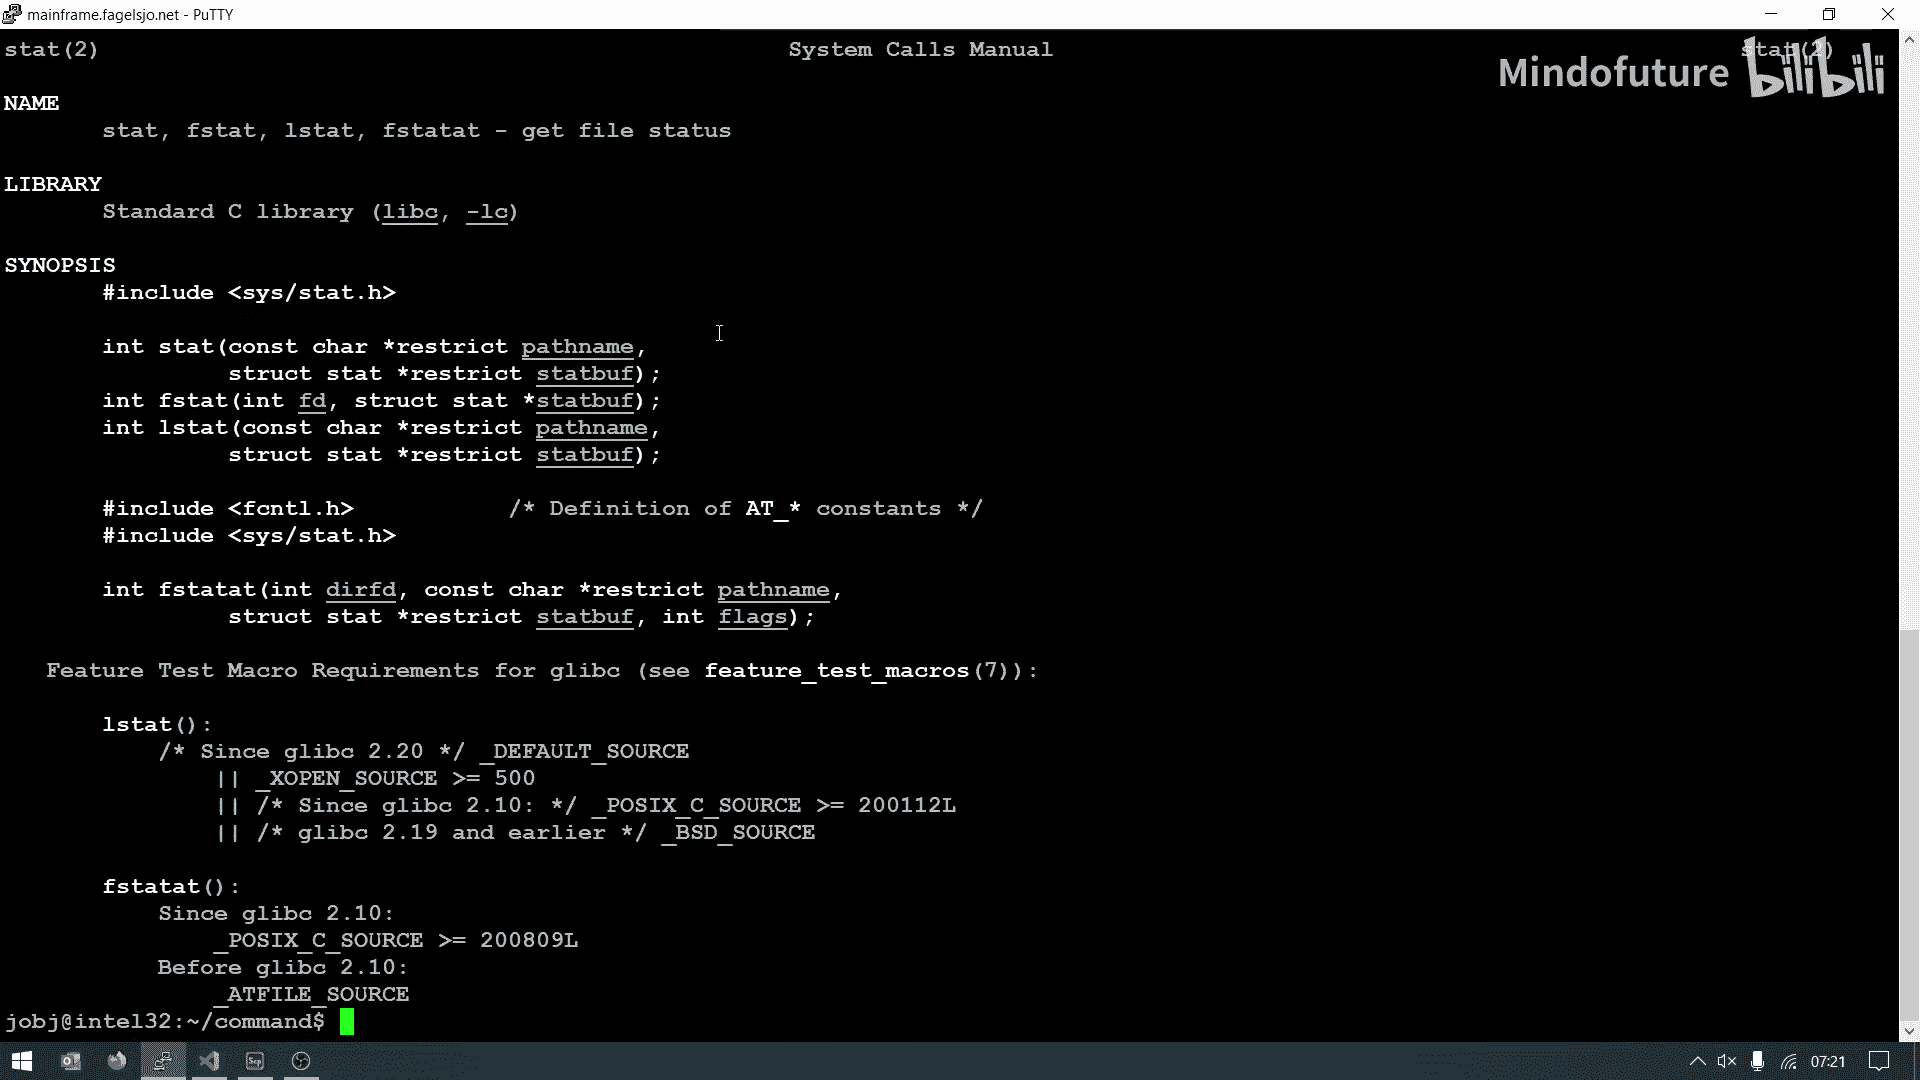 mainframe.fagelsjo.net - PuTTY
stat(2) System Calls Manual stat(2)
Mindofuture bilibili
NAME
stat, fstat, lstat, fstatat - get file status
LIBRARY
Standard C library (libc, -lc)
SYNOPSIS
#include <sys/stat.h>
int stat(const char *restrict pathname,
struct stat *restrict statbuf);
int fstat(int fd, struct stat *statbuf);
int lstat(const char *restrict pathname,
struct stat *restrict statbuf);
#include <fcntl.h> /* Definition of AT_* constants */
#include <sys/stat.h>
int fstatat(int dirfd, const char *restrict pathname,
struct stat *restrict statbuf, int flags);
Feature Test Macro Requirements for glibc (see feature_test_macros(7)):
lstat():
/* Since glibc 2.20 */ _DEFAULT_SOURCE
|| _XOPEN_SOURCE >= 500
|| /* Since glibc 2.10: */ _POSIX_C_SOURCE >= 200112L
|| /* glibc 2.19 and earlier */ _BSD_SOURCE
fstatat():
Since glibc 2.10:
_POSIX_C_SOURCE >= 200809L
Before glibc 2.10:
_ATFILE_SOURCE
jobj@intel32:~/command$
07:21